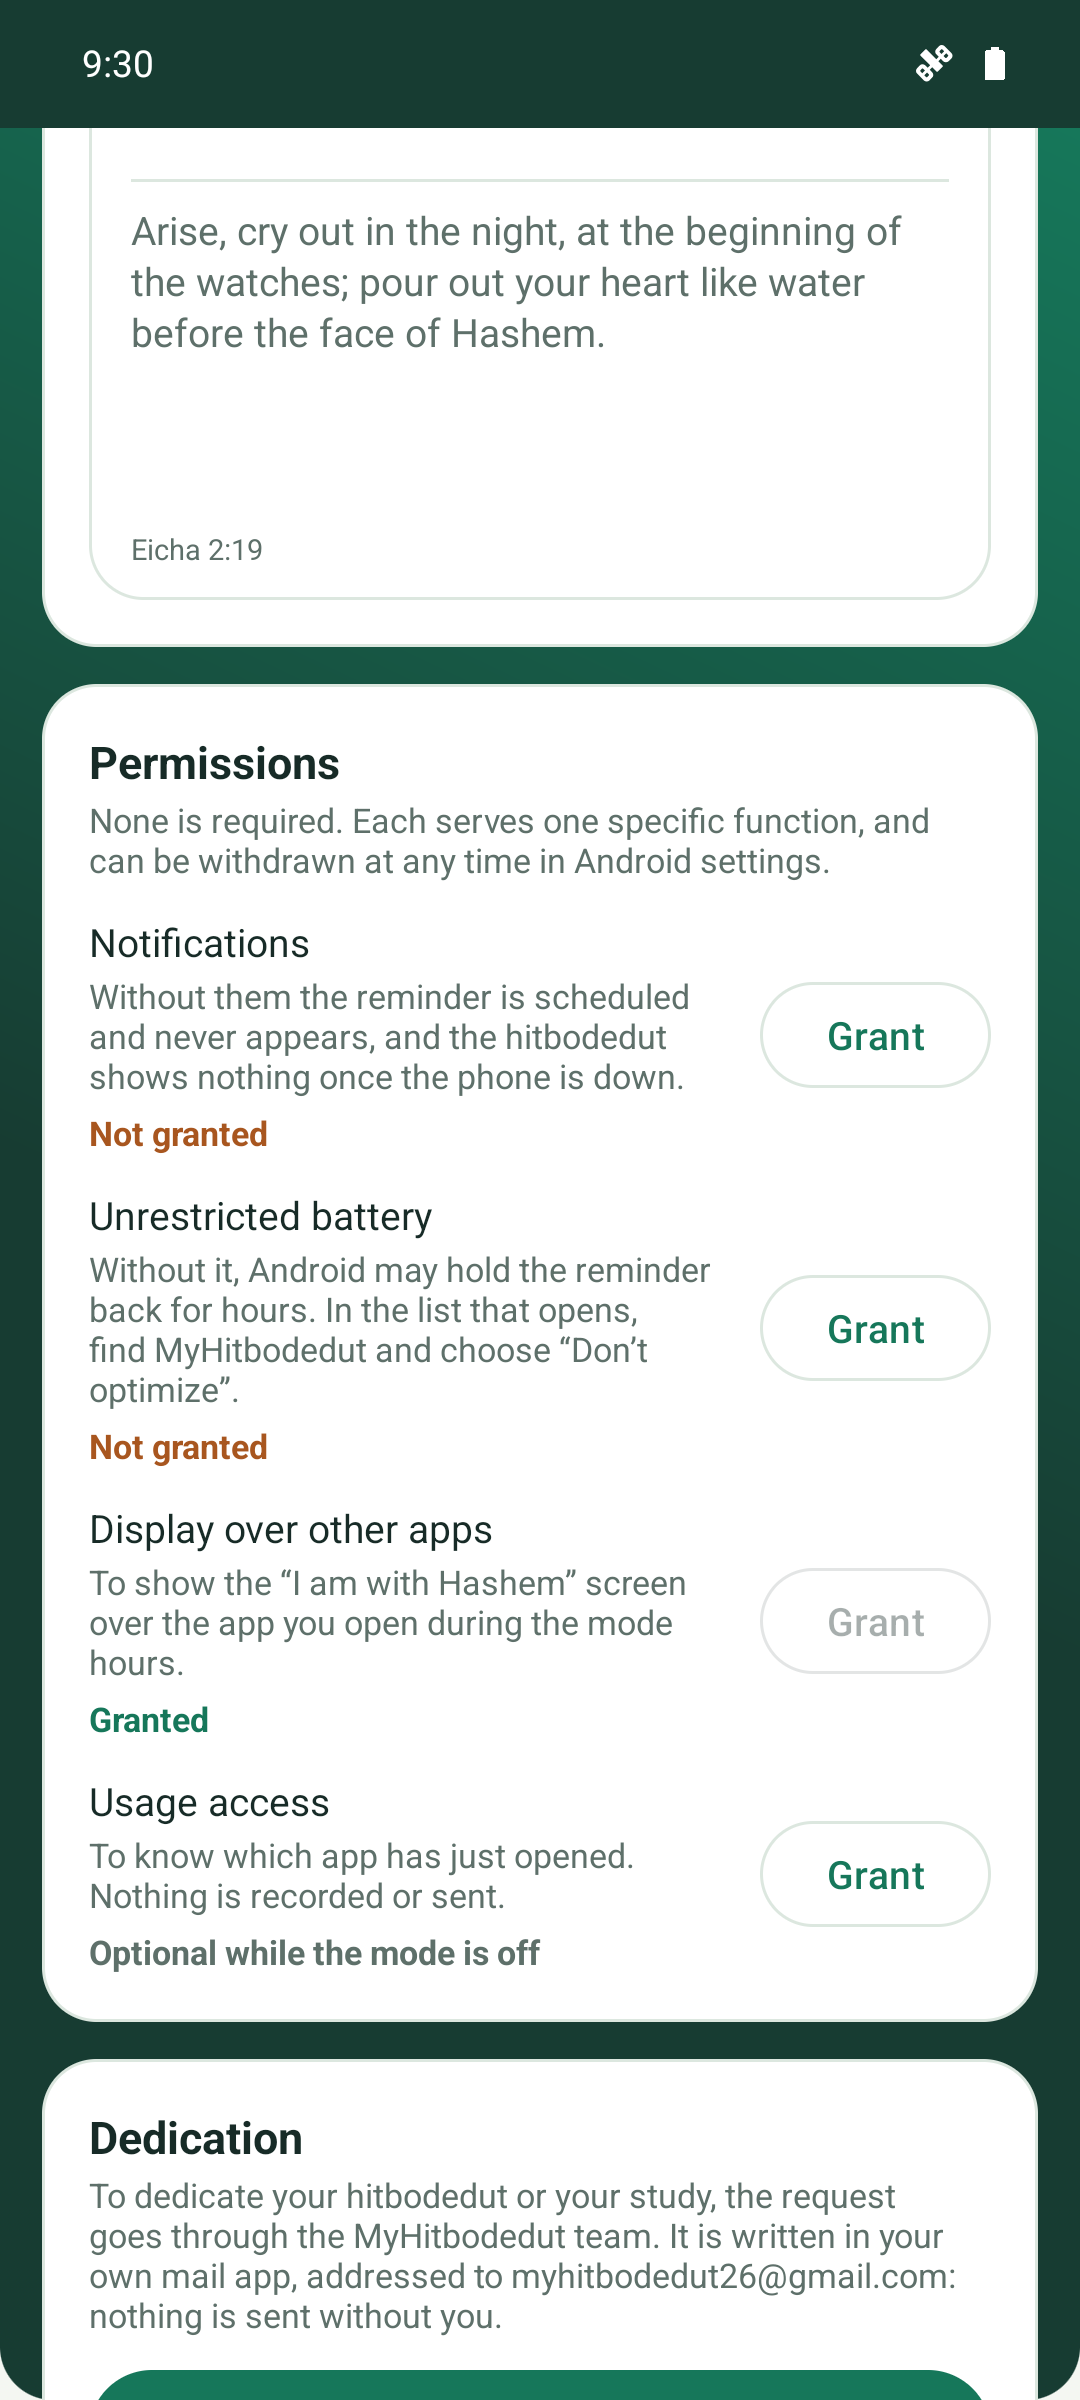 9:30
Arise, cry out in the night, at the beginning of
the watches; pour out your heart like water
before the face of Hashem.
Eicha 2:19
Permissions
None is required. Each serves one specific function, and
can be withdrawn at any time in Android settings.
Notifications
Without them the reminder is scheduled
and never appears, and the hitbodedut
shows nothing once the phone is down.
Not granted
Grant
Unrestricted battery
Without it, Android may hold the reminder
back for hours. In the list that opens,
find MyHitbodedut and choose “Don’t
optimize”.
Not granted
Grant
Display over other apps
To show the “I am with Hashem” screen
over the app you open during the mode
hours.
Granted
Grant
Usage access
To know which app has just opened.
Nothing is recorded or sent.
Optional while the mode is off
Grant
Dedication
To dedicate your hitbodedut or your study, the request
goes through the MyHitbodedut team. It is written in your
own mail app, addressed to myhitbodedut26@gmail.com:
nothing is sent without you.